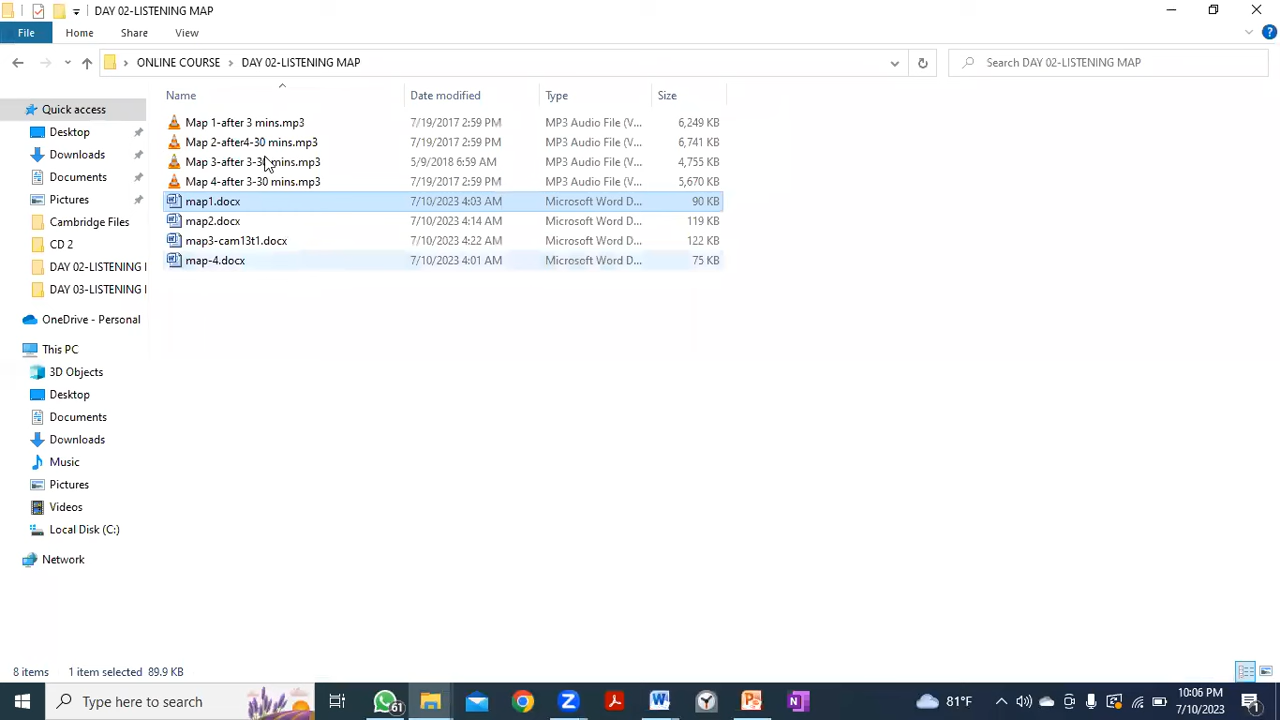 DAY 02-LISTENING MAP
File Home Share View
ONLINE COURSE DAY 02-LISTENING MAP Search DAY 02-LISTENING MAP
Name Date modified Type Size
Quick access
Desktop
Downloads
Documents
Pictures
Cambridge Files
CD 2
DAY 02-LISTENING I
DAY 03-LISTENING M
OneDrive - Personal
This PC
3D Objects
Desktop
Documents
Downloads
Music
Pictures
Videos
Local Disk (C:)
Network
Map 1-after 3 mins.mp3 7/19/2017 2:59 PM MP3 Audio File (V... 6,249 KB
Map 2-after4-30 mins.mp3 7/19/2017 2:59 PM MP3 Audio File (V... 6,741 KB
Map 3-after 3-30 mins.mp3 5/9/2018 6:59 AM MP3 Audio File (V... 4,755 KB
Map 4-after 3-30 mins.mp3 7/19/2017 2:59 PM MP3 Audio File (V... 5,670 KB
map1.docx 7/10/2023 4:03 AM Microsoft Word D... 90 KB
map2.docx 7/10/2023 4:14 AM Microsoft Word D... 119 KB
map3-cam13t1.docx 7/10/2023 4:22 AM Microsoft Word D... 122 KB
map-4.docx 7/10/2023 4:01 AM Microsoft Word D... 75 KB
8 items 1 item selected 89.9 KB
Type here to search
61
81°F
10:06 PM
7/10/2023
1